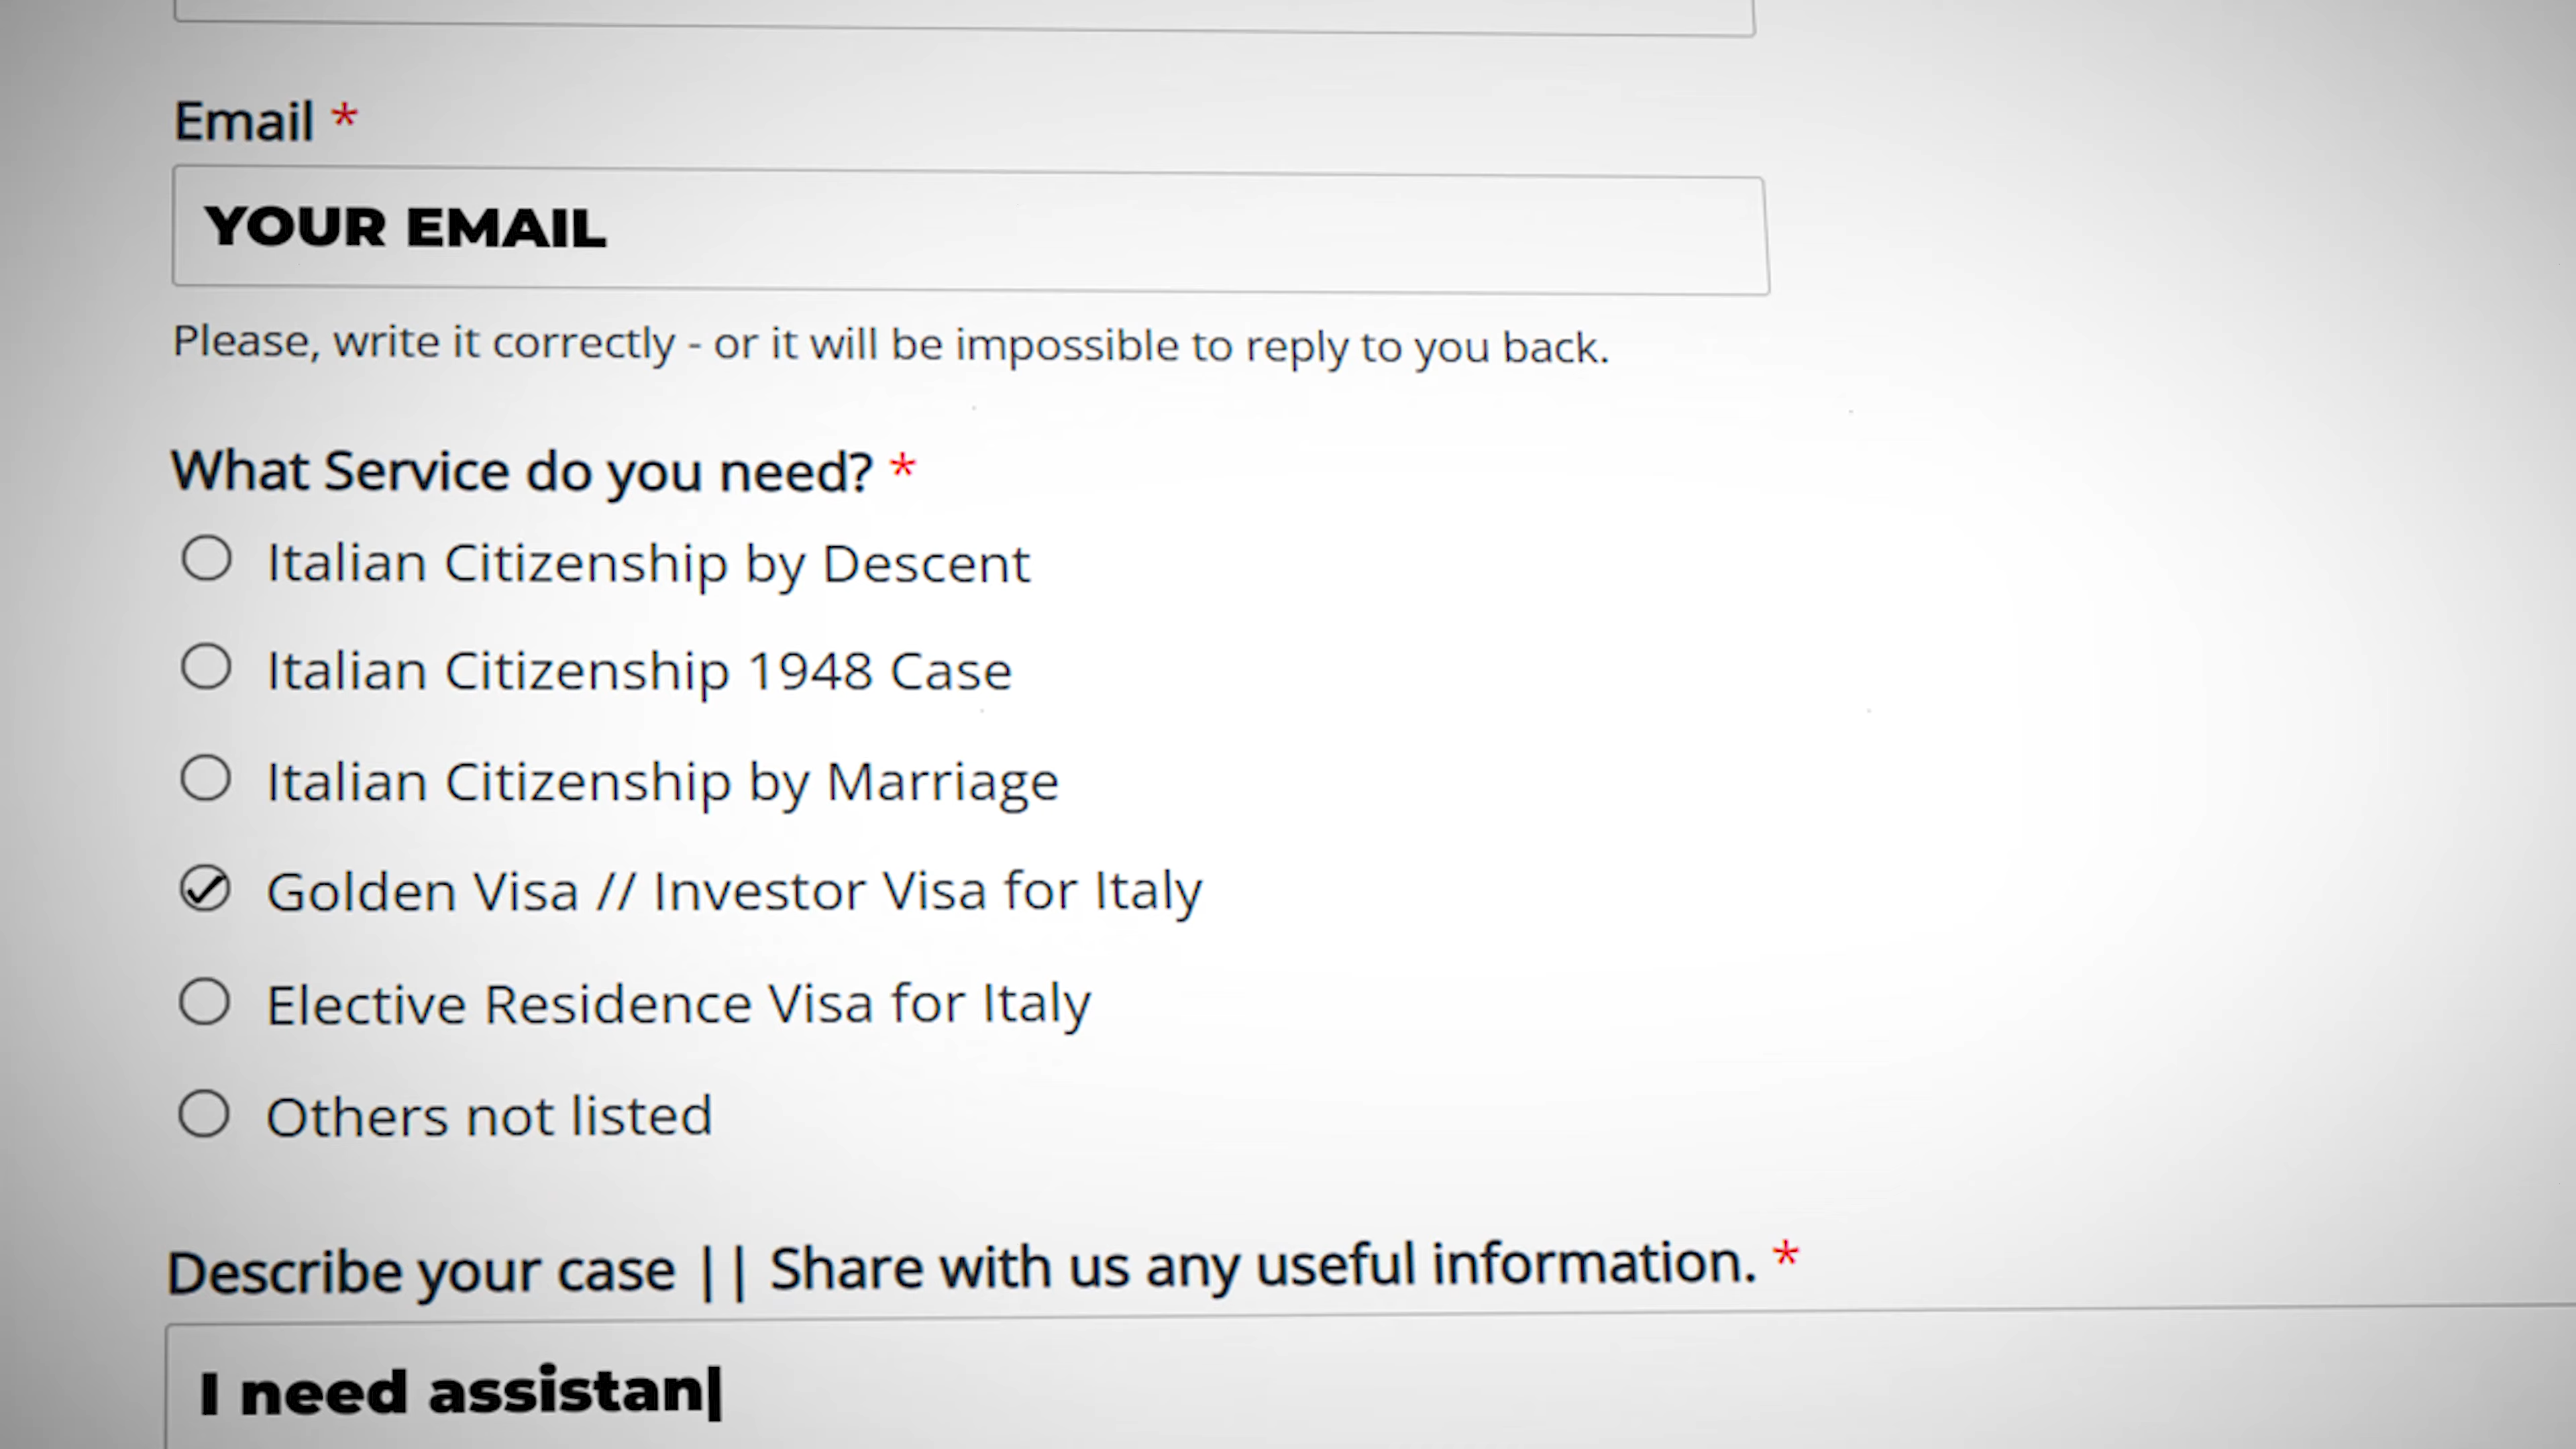 Email *
YOUR EMAIL
Please, write it correctly - or it will be impossible to reply to you back.
What Service do you need? *
Italian Citizenship by Descent
Italian Citizenship 1948 Case
Italian Citizenship by Marriage
Golden Visa // Investor Visa for Italy
Elective Residence Visa for Italy
Others not listed
Describe your case || Share with us any useful information. *
I need assistan